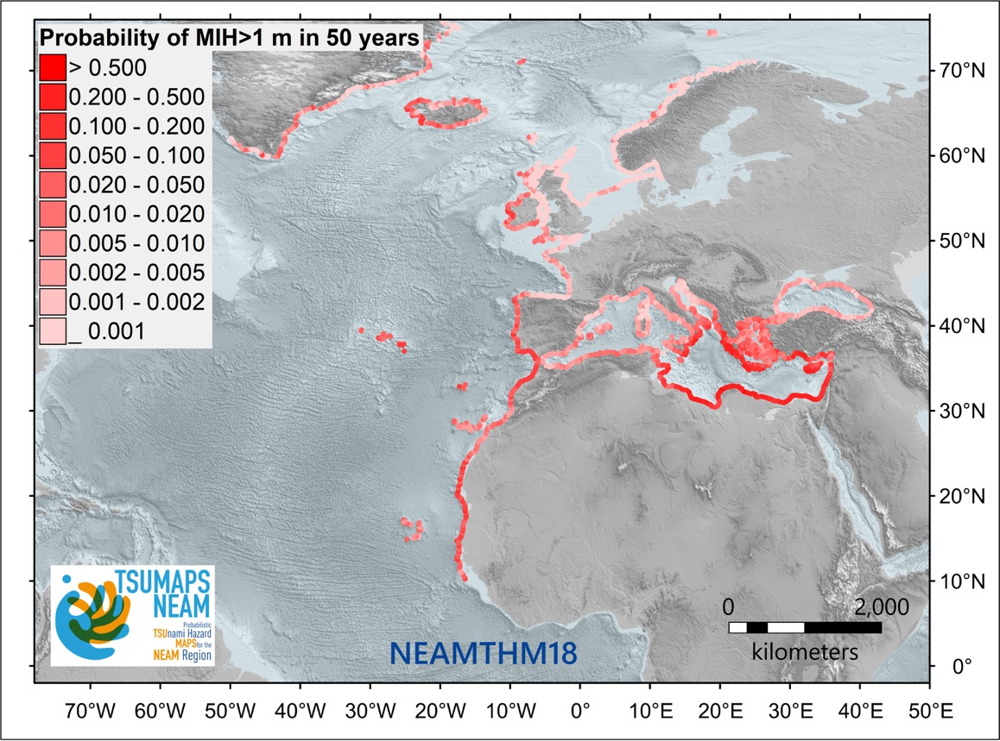 Probability of MIH>1 m in 50 years
> 0.500
0.200 - 0.500
0.100 - 0.200
0.050 - 0.100
0.020 - 0.050
0.010 - 0.020
0.005 - 0.010
0.002 - 0.005
0.001 - 0.002
_ 0.001
70°N
60°N
50°N
40°N
30°N
20°N
10°N
0°
TSUMAPS
NEAM
Probabilistic
TSUnami Hazard
MAPS for the
NEAM Region
NEAMTHM18
0 2,000
kilometers
70°W 60°W 50°W 40°W 30°W 20°W 10°W 0° 10°E 20°E 30°E 40°E 50°E